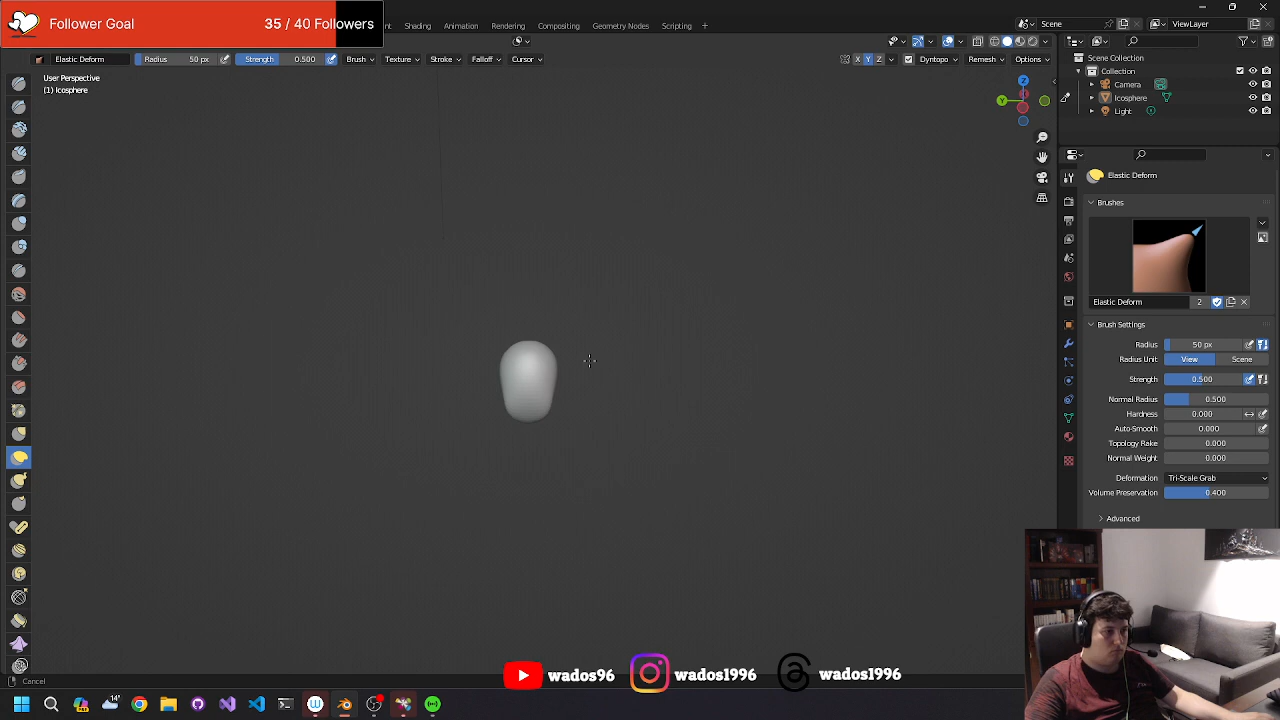 Follower Goal
35 / 40 Followers
Shading
Animation
Rendering
Compositing
Geometry Nodes
Scripting
+
Scene
ViewLayer
Elastic Deform
Radius
50 px
Strength
0.500
Brush
Texture
Stroke
Falloff
Cursor
X
Y
Z
Dyntopo
Remesh
Options
User Perspective
(1) Icosphere
Z
Y
Scene Collection
Collection
Camera
Icosphere
Light
Elastic Deform
Brushes
Elastic Deform
2
Brush Settings
Radius
50 px
Radius Unit
View
Scene
Strength
0.500
Normal Radius
0.500
Hardness
0.000
Auto-Smooth
0.000
Topology Rake
0.000
Normal Weight
0.000
Deformation
Tri-Scale Grab
Volume Preservation
0.400
Advanced
Cancel
wados96
wados1996
wados1996
14°